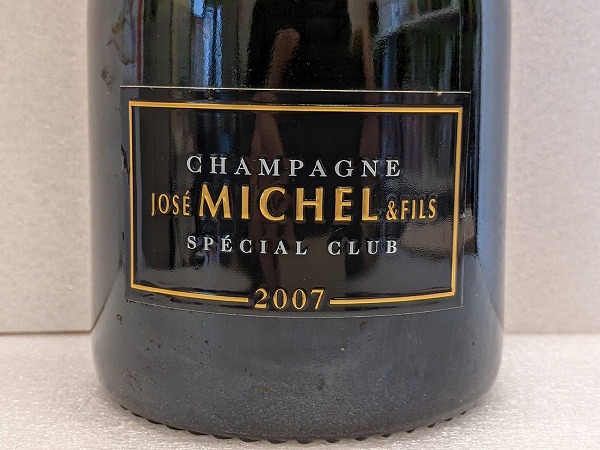 CHAMPAGNE
JOSÉ MICHEL & FILS
SPÉCIAL CLUB
2007